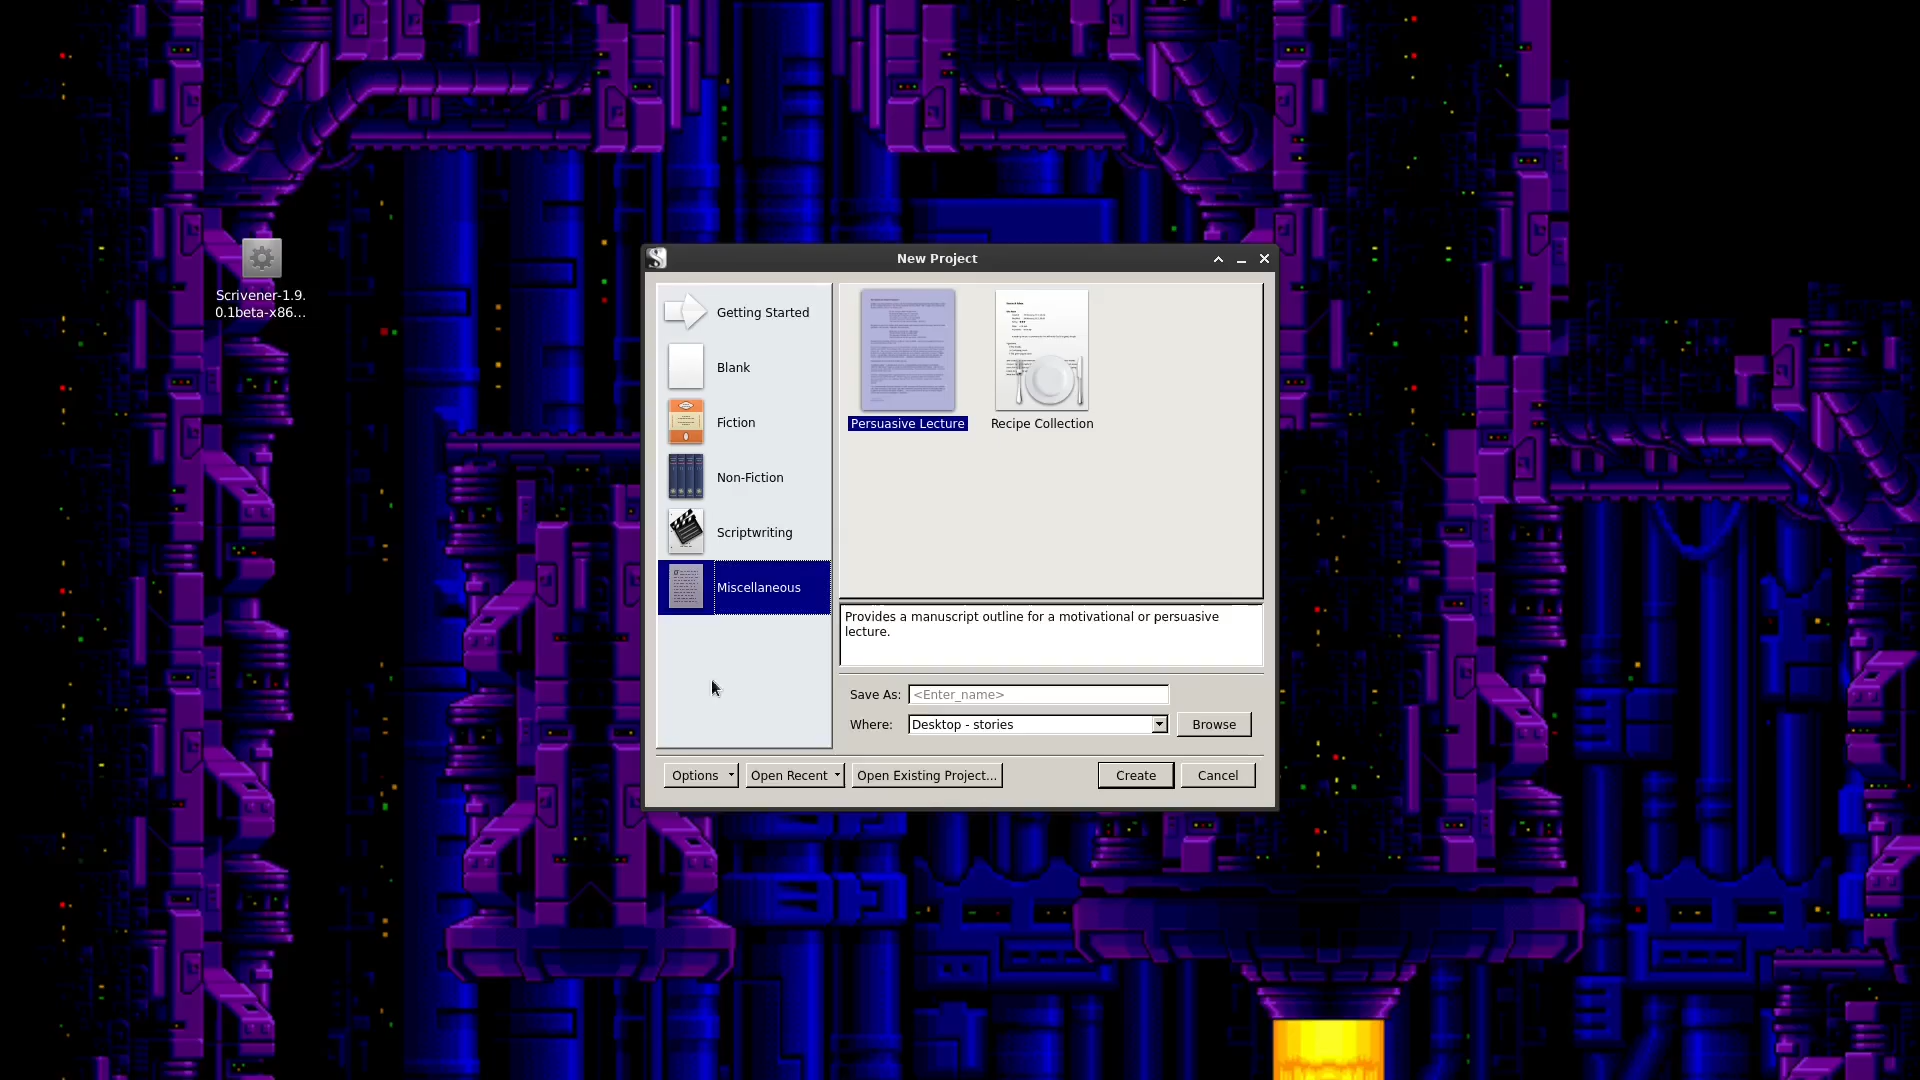 New Project
Scrivener-1.9.
0.1beta-x86...
Getting Started
Blank
Fiction
Non-Fiction
Scriptwriting
Miscellaneous
Persuasive Lecture
Recipe Collection
Provides a manuscript outline for a motivational or persuasive
lecture.
Save As: <Enter_name>
Where: Desktop - stories
Browse
Options
Open Recent
Open Existing Project...
Create
Cancel